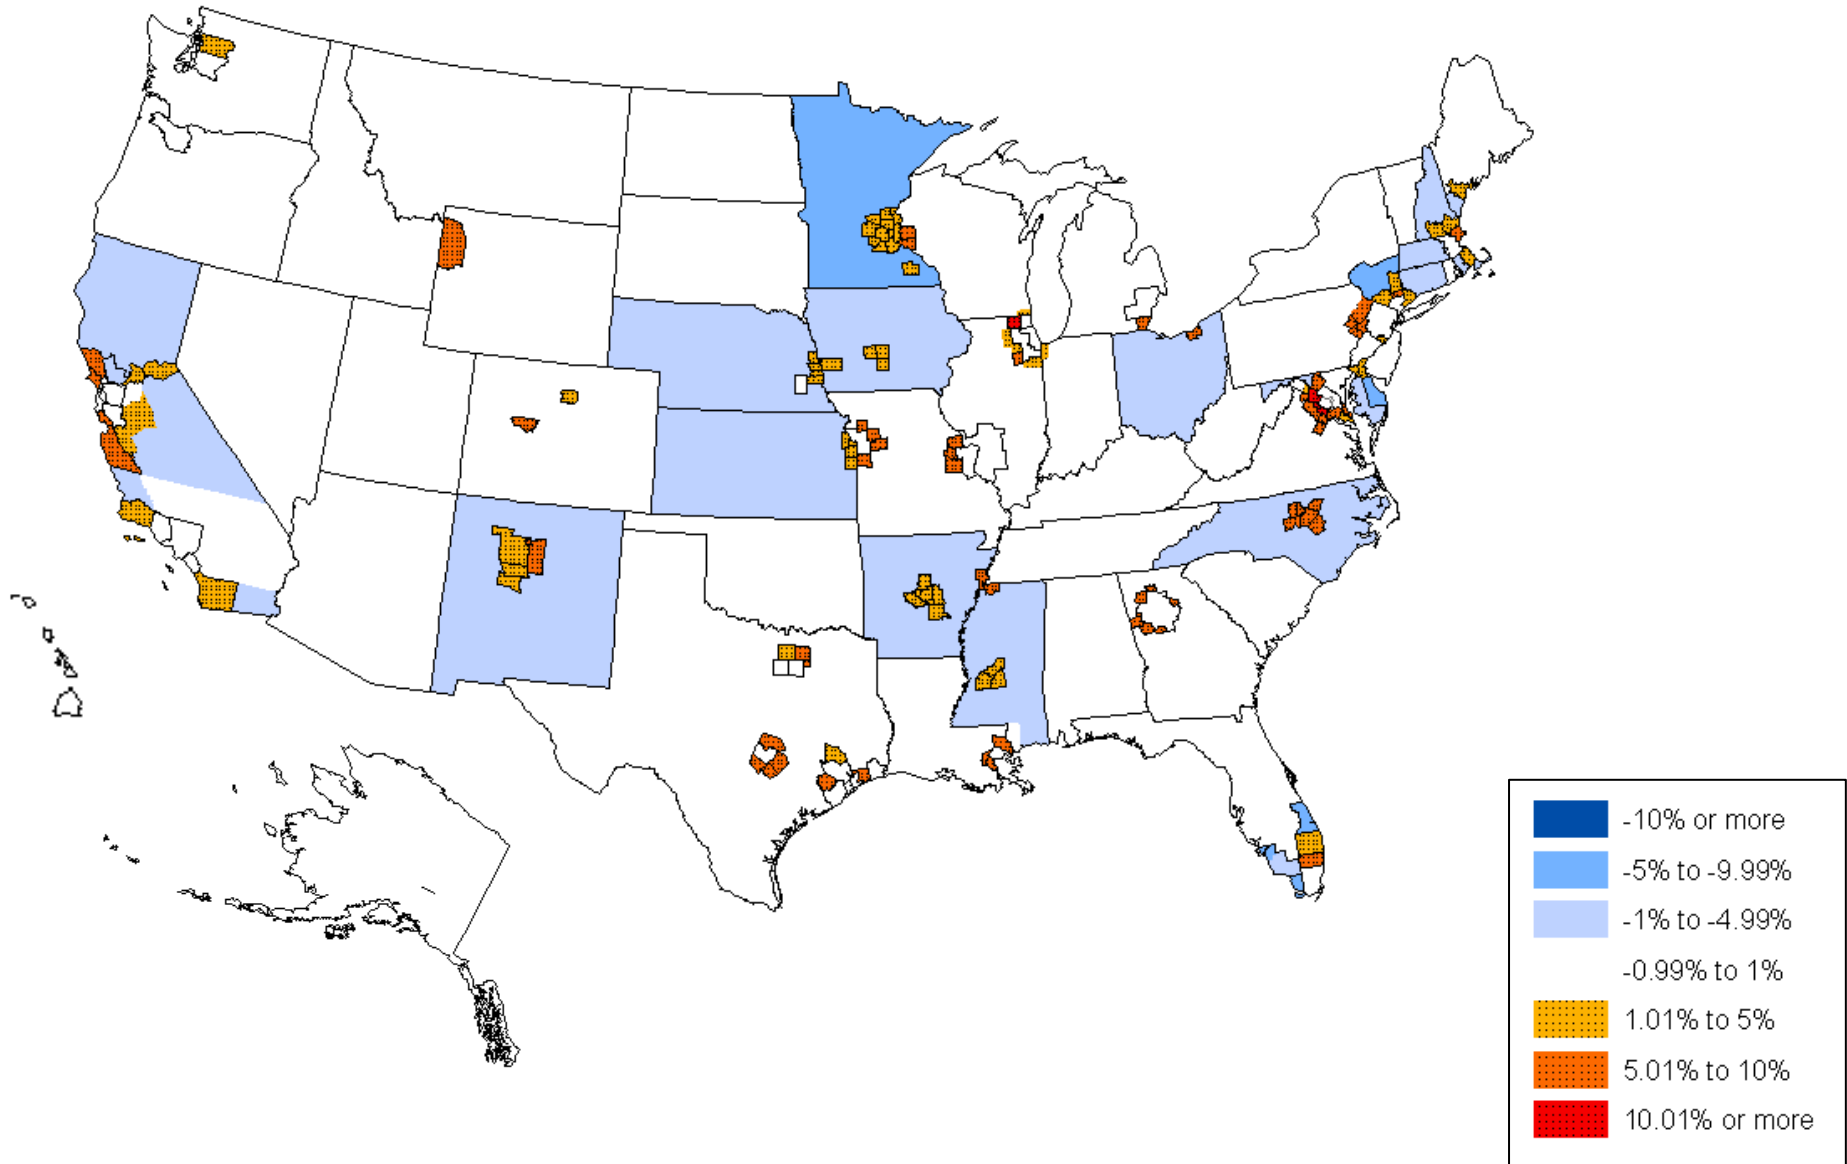 -10% or more
-5% to -9.99%
-1% to -4.99%
-0.99% to 1%
1.01% to 5%
5.01% to 10%
10.01% or more